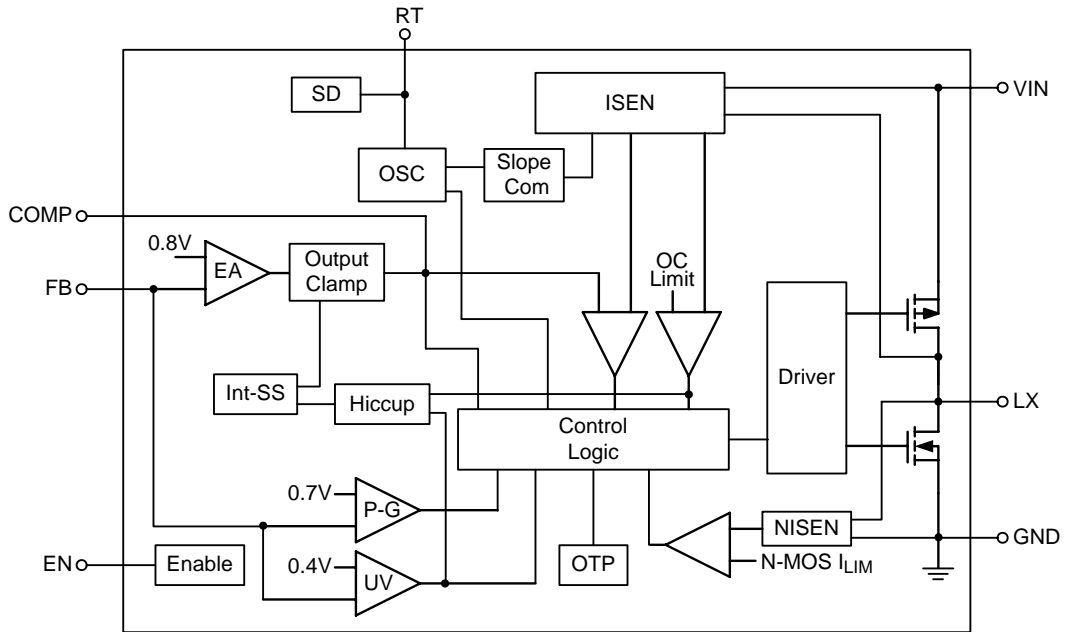 RT
SD
ISEN
VIN
OSC
Slope
Com
COMP
0.8V
EA
Output
Clamp
OC
Limit
FB
Driver
Int-SS
Hiccup
LX
Control
Logic
0.7V
P-G
NISEN
GND
EN
Enable
0.4V
UV
OTP
N-MOS ILIM